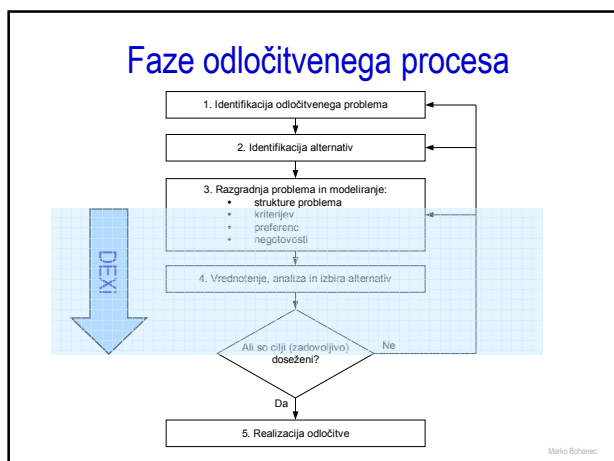 Faze odločitvenega procesa
1. Identifikacija odločitvenega problema
2. Identifikacija alternativ
3. Razgradnja problema in modeliranje:
• strukture problema
• kriterijev
• preferenc
• negotovosti
DEXi
4. Vrednotenje, analiza in izbira alternativ
Ali so cilji (zadovoljivo)
doseženi?
Ne
Da
5. Realizacija odločitve
Marko Bohanec